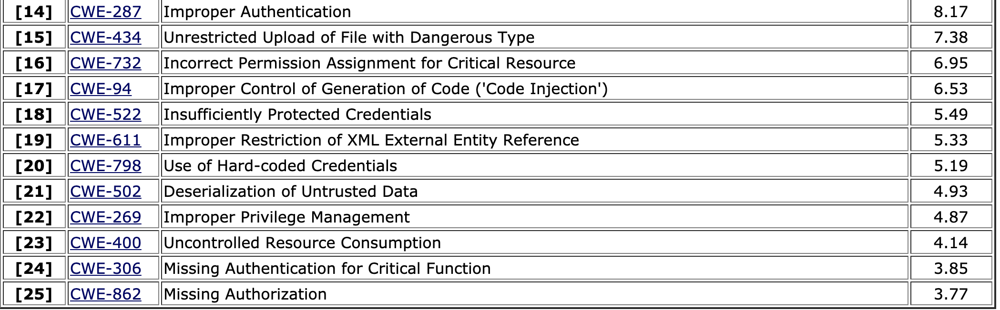 [14] CWE-287 Improper Authentication 8.17
[15] CWE-434 Unrestricted Upload of File with Dangerous Type 7.38
[16] CWE-732 Incorrect Permission Assignment for Critical Resource 6.95
[17] CWE-94 Improper Control of Generation of Code ('Code Injection') 6.53
[18] CWE-522 Insufficiently Protected Credentials 5.49
[19] CWE-611 Improper Restriction of XML External Entity Reference 5.33
[20] CWE-798 Use of Hard-coded Credentials 5.19
[21] CWE-502 Deserialization of Untrusted Data 4.93
[22] CWE-269 Improper Privilege Management 4.87
[23] CWE-400 Uncontrolled Resource Consumption 4.14
[24] CWE-306 Missing Authentication for Critical Function 3.85
[25] CWE-862 Missing Authorization 3.77